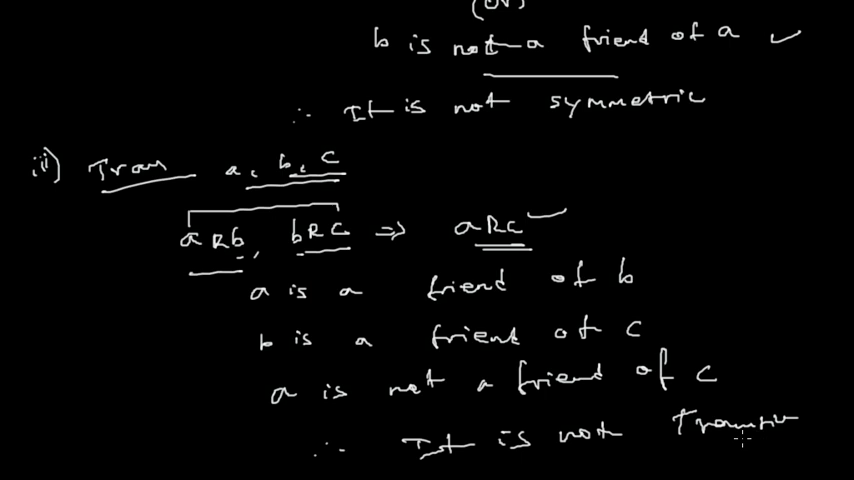 (or)
b is not a friend of a ✓
∴ It is not symmetric
iii) Tran a, b, c
aRb, bRc ⇒ aRc ✓
a is a friend of b
b is a friend of c
a is not a friend of c
∴ It is not Transitive